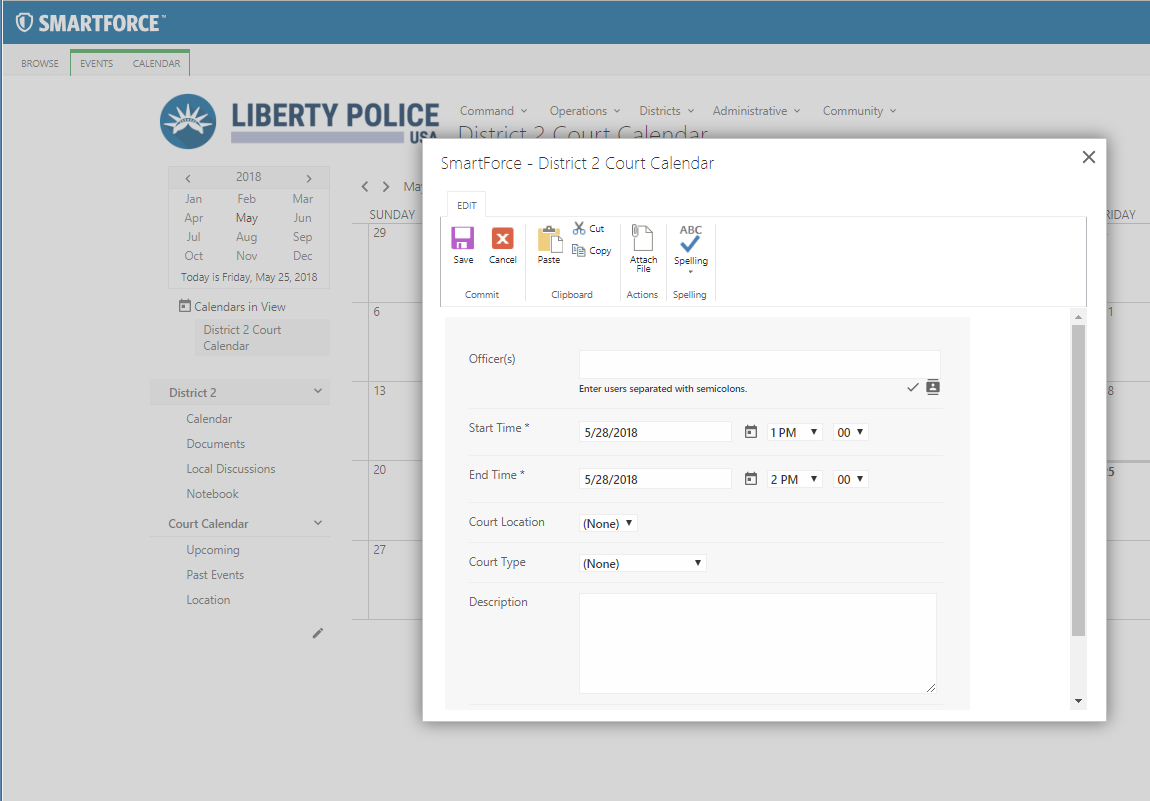 SMARTFORCE™
BROWSE EVENTS CALENDAR
LIBERTY POLICE
USA
Command Operations Districts Administrative Community
District 2 Court Calendar
2018
Jan Feb Mar
Apr May Jun
Jul Aug Sep
Oct Nov Dec
Today is Friday, May 25, 2018
Calendars in View
District 2 Court
Calendar
District 2
Calendar
Documents
Local Discussions
Notebook
Court Calendar
Upcoming
Past Events
Location
SUNDAY
29
6
13
20
27
SmartForce - District 2 Court Calendar
EDIT
Save Cancel Paste Cut Copy Attach File ABC Spelling
Commit Clipboard Actions Spelling
Officer(s)
Enter users separated with semicolons.
Start Time * 5/28/2018 1 PM 00
End Time * 5/28/2018 2 PM 00
Court Location (None)
Court Type (None)
Description